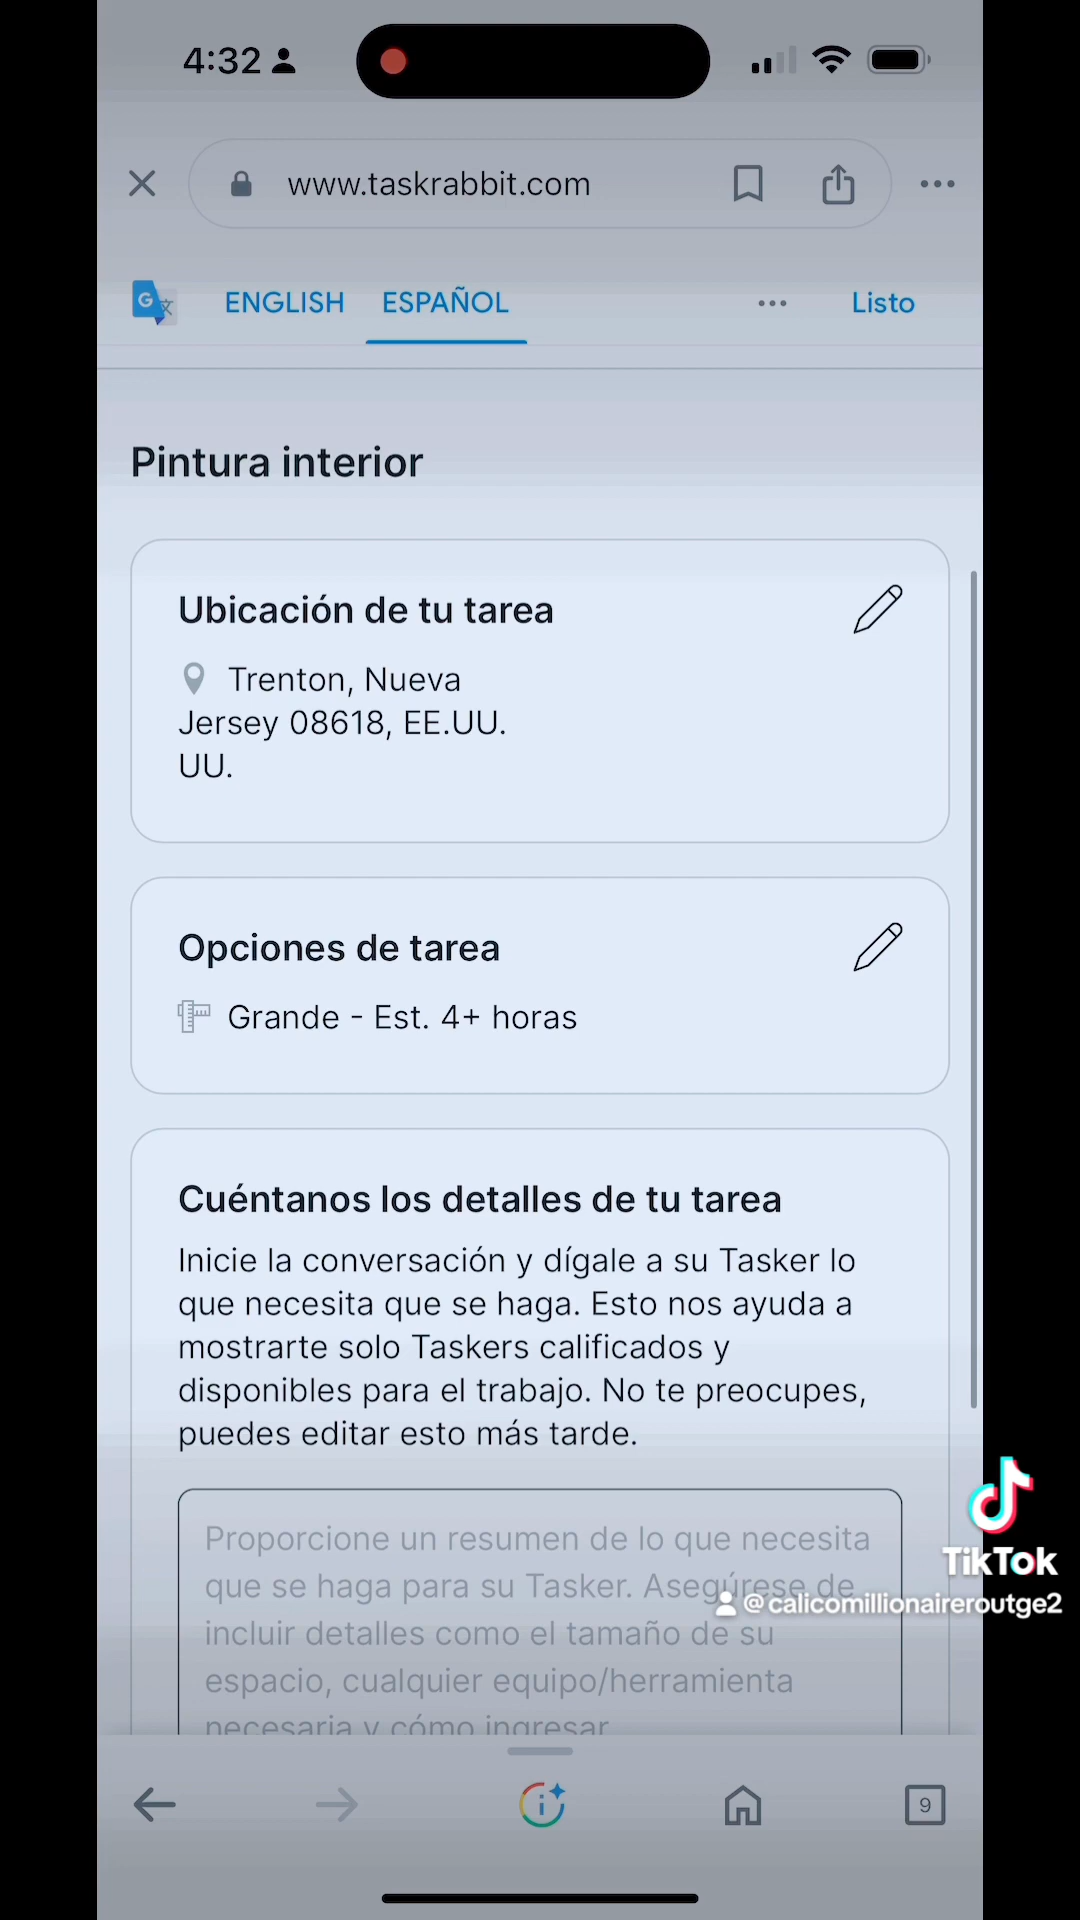 4:32
www.taskrabbit.com
ENGLISH ESPAÑOL Listo
Pintura interior
Ubicación de tu tarea
Trenton, Nueva
Jersey 08618, EE.UU.
UU.
Opciones de tarea
Grande - Est. 4+ horas
Cuéntanos los detalles de tu tarea
Inicie la conversación y dígale a su Tasker lo
que necesita que se haga. Esto nos ayuda a
mostrarte solo Taskers calificados y
disponibles para el trabajo. No te preocupes,
puedes editar esto más tarde.
Proporcione un resumen de lo que necesita
que se haga para su Tasker. Asegúrese de
incluir detalles como el tamaño de su
espacio, cualquier equipo/herramienta
necesaria y cómo ingresar.
TikTok
@calicomillionaireroutge2
9